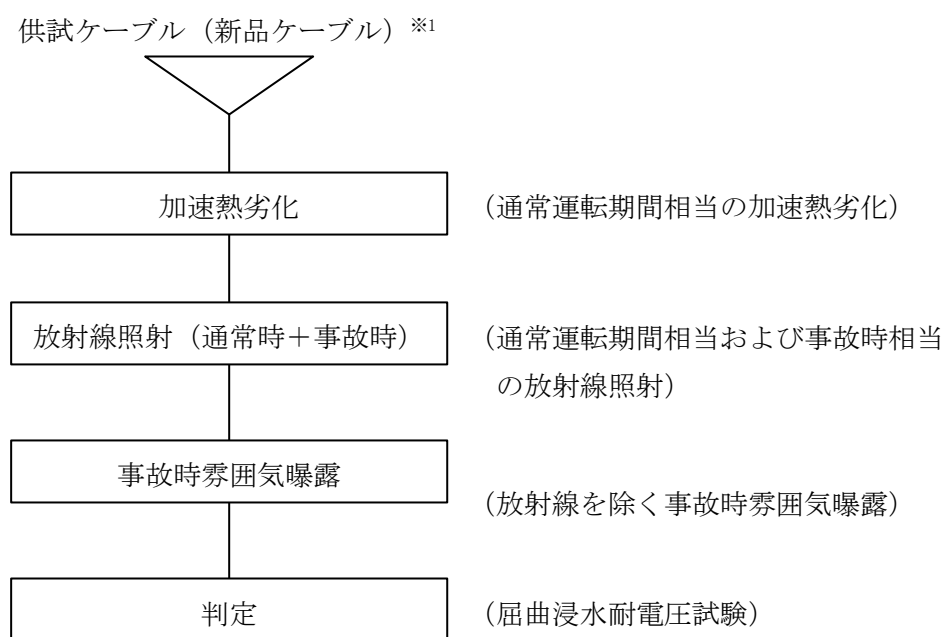 供試ケーブル（新品ケーブル）※1
加速熱劣化
（通常運転期間相当の加速熱劣化）
放射線照射（通常時＋事故時）
（通常運転期間相当および事故時相当
の放射線照射）
事故時雰囲気曝露
（放射線を除く事故時雰囲気曝露）
判定
（屈曲浸水耐電圧試験）